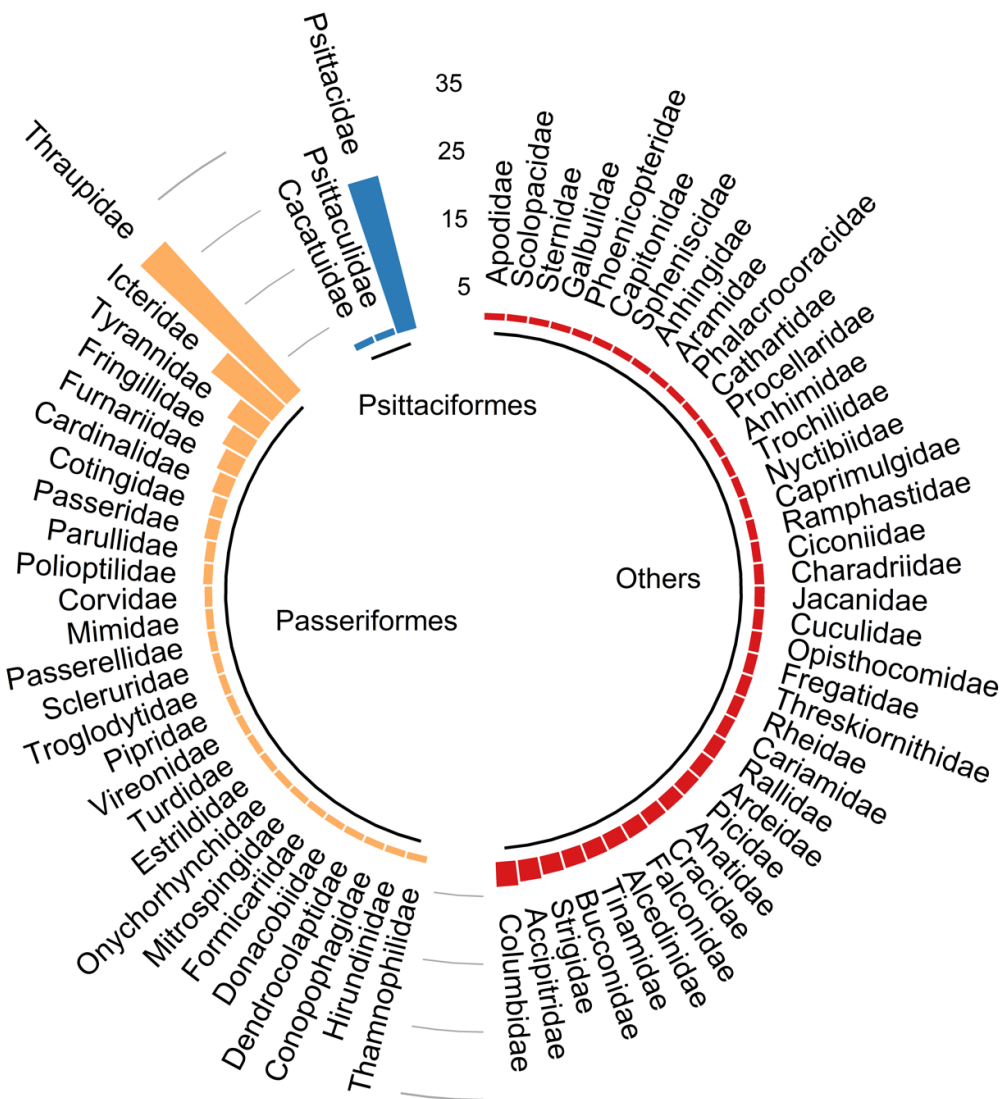 35
25
15
5
Apodidae
Scolopacidae
Sternidae
Galbulidae
Phoenicopteridae
Capitonidae
Spheniscidae
Anhingidae
Aramidae
Phalacrocoracidae
Cathartidae
Procellaridae
Anhimidae
Trochilidae
Nyctibiidae
Caprimulgidae
Ramphastidae
Ciconiidae
Charadriidae
Jacanidae
Cuculidae
Opisthocomidae
Fregatidae
Threskiornithidae
Rheidae
Cariamidae
Rallidae
Ardeidae
Picidae
Anatidae
Cracidae
Falconidae
Alcedinidae
Tinamidae
Bucconidae
Strigidae
Accipitridae
Columbidae
Thamnophilidae
Hirundinidae
Conopophagidae
Dendrocolaptidae
Donacobiidae
Formicariidae
Mitrospingidae
Onychorhynchidae
Estrildidae
Turdidae
Vireonidae
Pipridae
Troglodytidae
Scleruridae
Passerellidae
Mimidae
Corvidae
Polioptilidae
Parullidae
Passeridae
Cotingidae
Cardinalidae
Furnariidae
Fringillidae
Tyrannidae
Icteridae
Thraupidae
Cacatuidae
Psittaculidae
Psittacidae
Psittaciformes
Others
Passeriformes